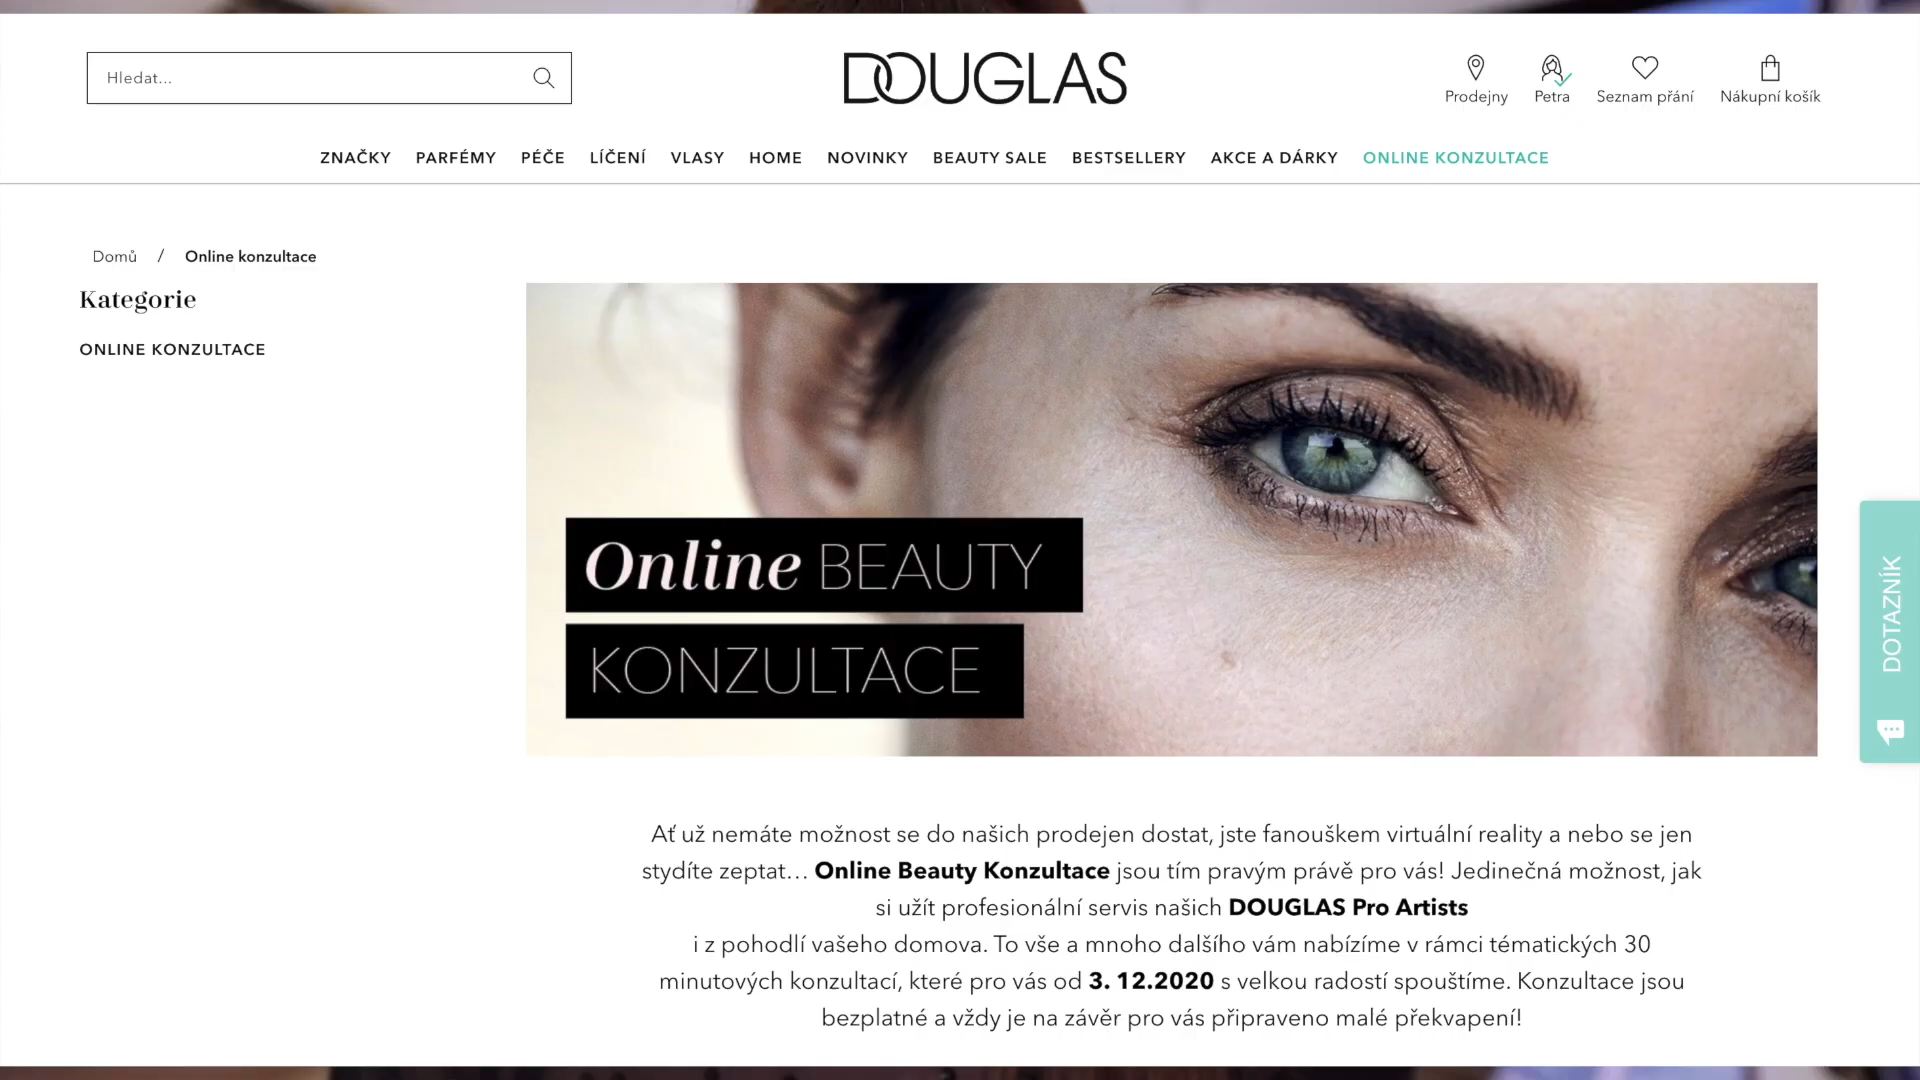 Hledat...
DOUGLAS
Prodejny
Petra
Seznam přání
Nákupní košík
ZNAČKY PARFÉMY PÉČE LÍČENÍ VLASY HOME NOVINKY BEAUTY SALE BESTSELLERY AKCE A DÁRKY ONLINE KONZULTACE
Domů / Online konzultace
Kategorie
ONLINE KONZULTACE
Online BEAUTY
KONZULTACE
DOTAZNÍK
Ať už nemáte možnost se do našich prodejen dostat, jste fanouškem virtuální reality a nebo se jen
stydíte zeptat… Online Beauty Konzultace jsou tím pravým právě pro vás! Jedinečná možnost, jak
si užít profesionální servis našich DOUGLAS Pro Artists
i z pohodlí vašeho domova. To vše a mnoho dalšího vám nabízíme v rámci tématických 30
minutových konzultací, které pro vás od 3. 12.2020 s velkou radostí spouštíme. Konzultace jsou
bezplatné a vždy je na závěr pro vás připraveno malé překvapení!